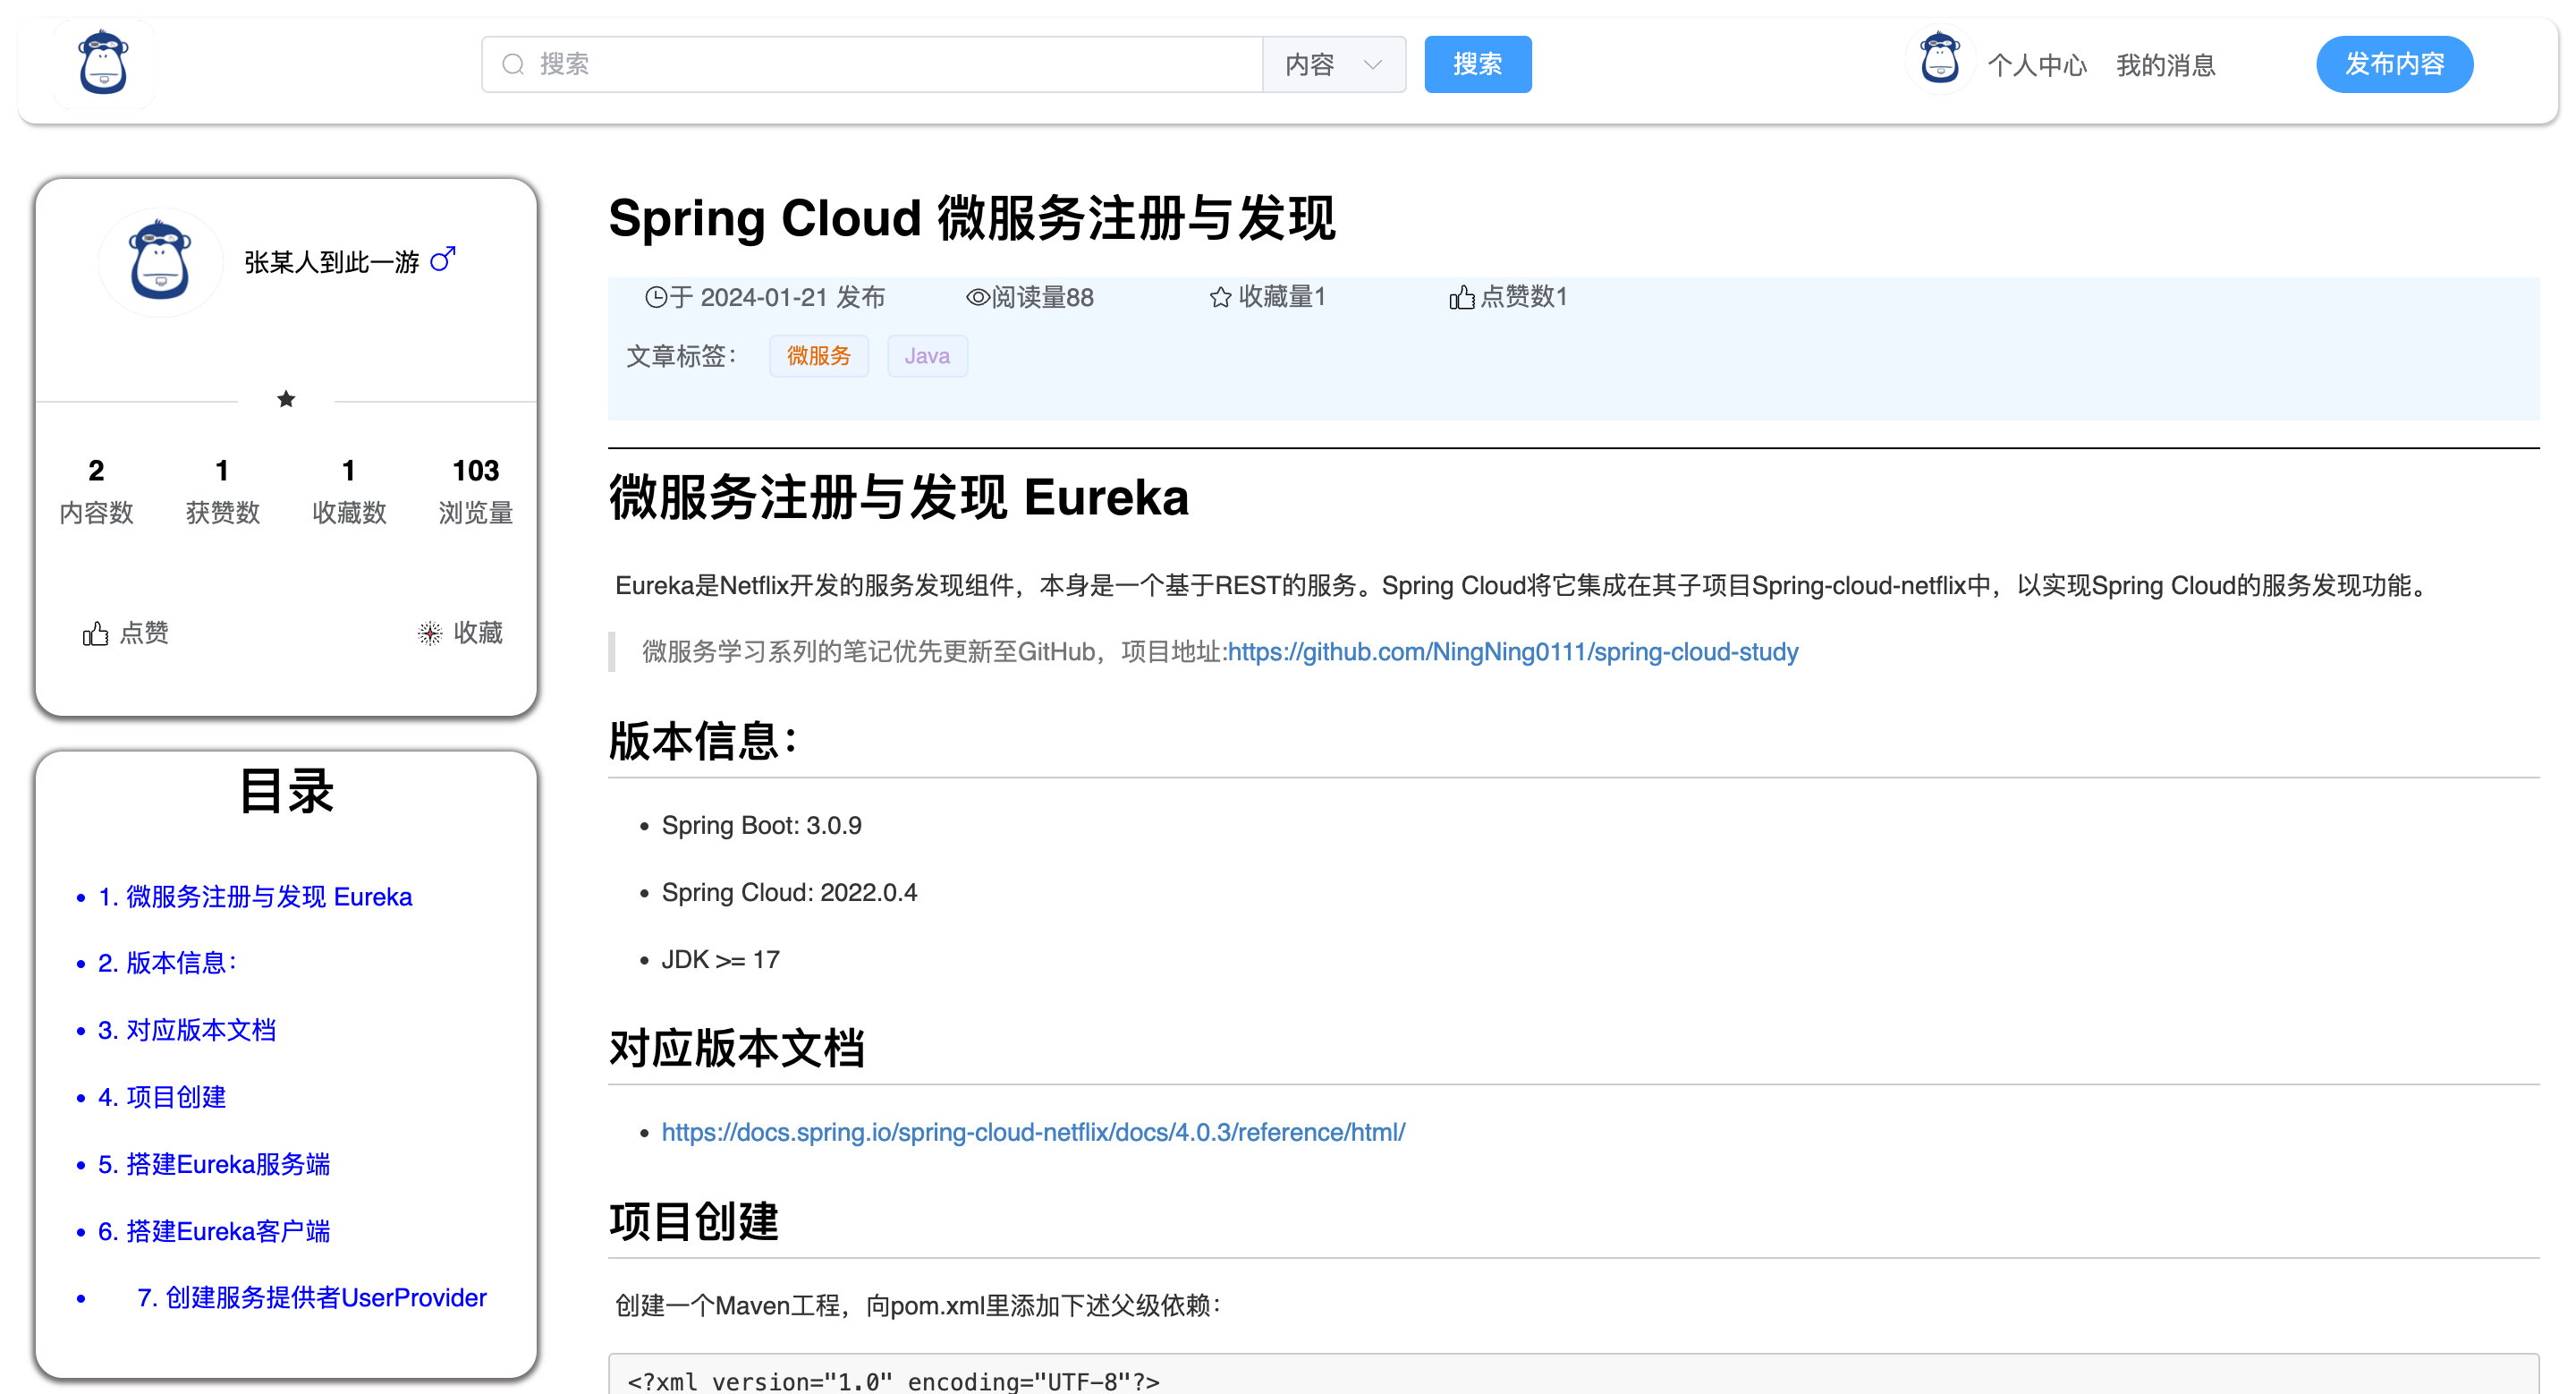 搜索
内容
搜索
个人中心
我的消息
发布内容
张某人到此一游
2
1
1
103
内容数
获赞数
收藏数
浏览量
点赞
收藏
目录
1. 微服务注册与发现 Eureka
2. 版本信息：
3. 对应版本文档
4. 项目创建
5. 搭建Eureka服务端
6. 搭建Eureka客户端
7. 创建服务提供者UserProvider
Spring Cloud 微服务注册与发现
于 2024-01-21 发布
阅读量88
收藏量1
点赞数1
文章标签：
微服务
Java
微服务注册与发现 Eureka
Eureka是Netflix开发的服务发现组件，本身是一个基于REST的服务。Spring Cloud将它集成在其子项目Spring-cloud-netflix中，以实现Spring Cloud的服务发现功能。
微服务学习系列的笔记优先更新至GitHub，项目地址:https://github.com/NingNing0111/spring-cloud-study
版本信息：
Spring Boot: 3.0.9
Spring Cloud: 2022.0.4
JDK >= 17
对应版本文档
https://docs.spring.io/spring-cloud-netflix/docs/4.0.3/reference/html/
项目创建
创建一个Maven工程，向pom.xml里添加下述父级依赖：
<?xml version="1.0" encoding="UTF-8"?>